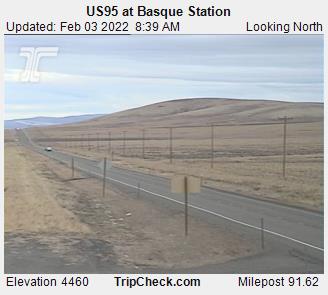 US95 at Basque Station
Updated: Feb 03 2022 8:39 AM Looking North
Elevation 4460 TripCheck.com Milepost 91.62